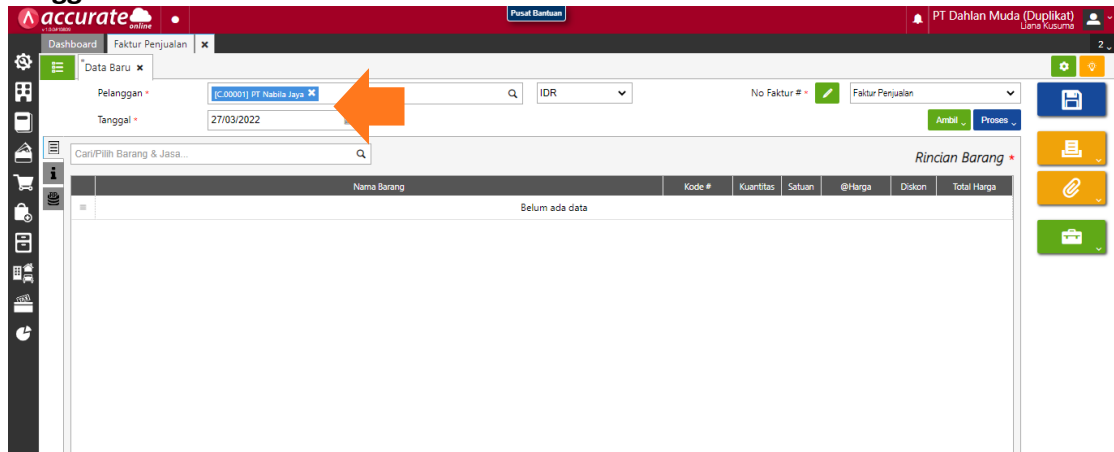 accurate online
Pusat Bantuan
PT Dahlan Muda (Duplikat)
Liana Kusuma
Dashboard
Faktur Penjualan
2
Data Baru
Pelanggan *
[C.00001] PT Nabila Jaya
IDR
No Faktur # *
Faktur Penjualan
Tanggal *
27/03/2022
Ambil
Proses
Cari/Pilih Barang & Jasa...
Rincian Barang *
Nama Barang
Kode #
Kuantitas
Satuan
@Harga
Diskon
Total Harga
Belum ada data